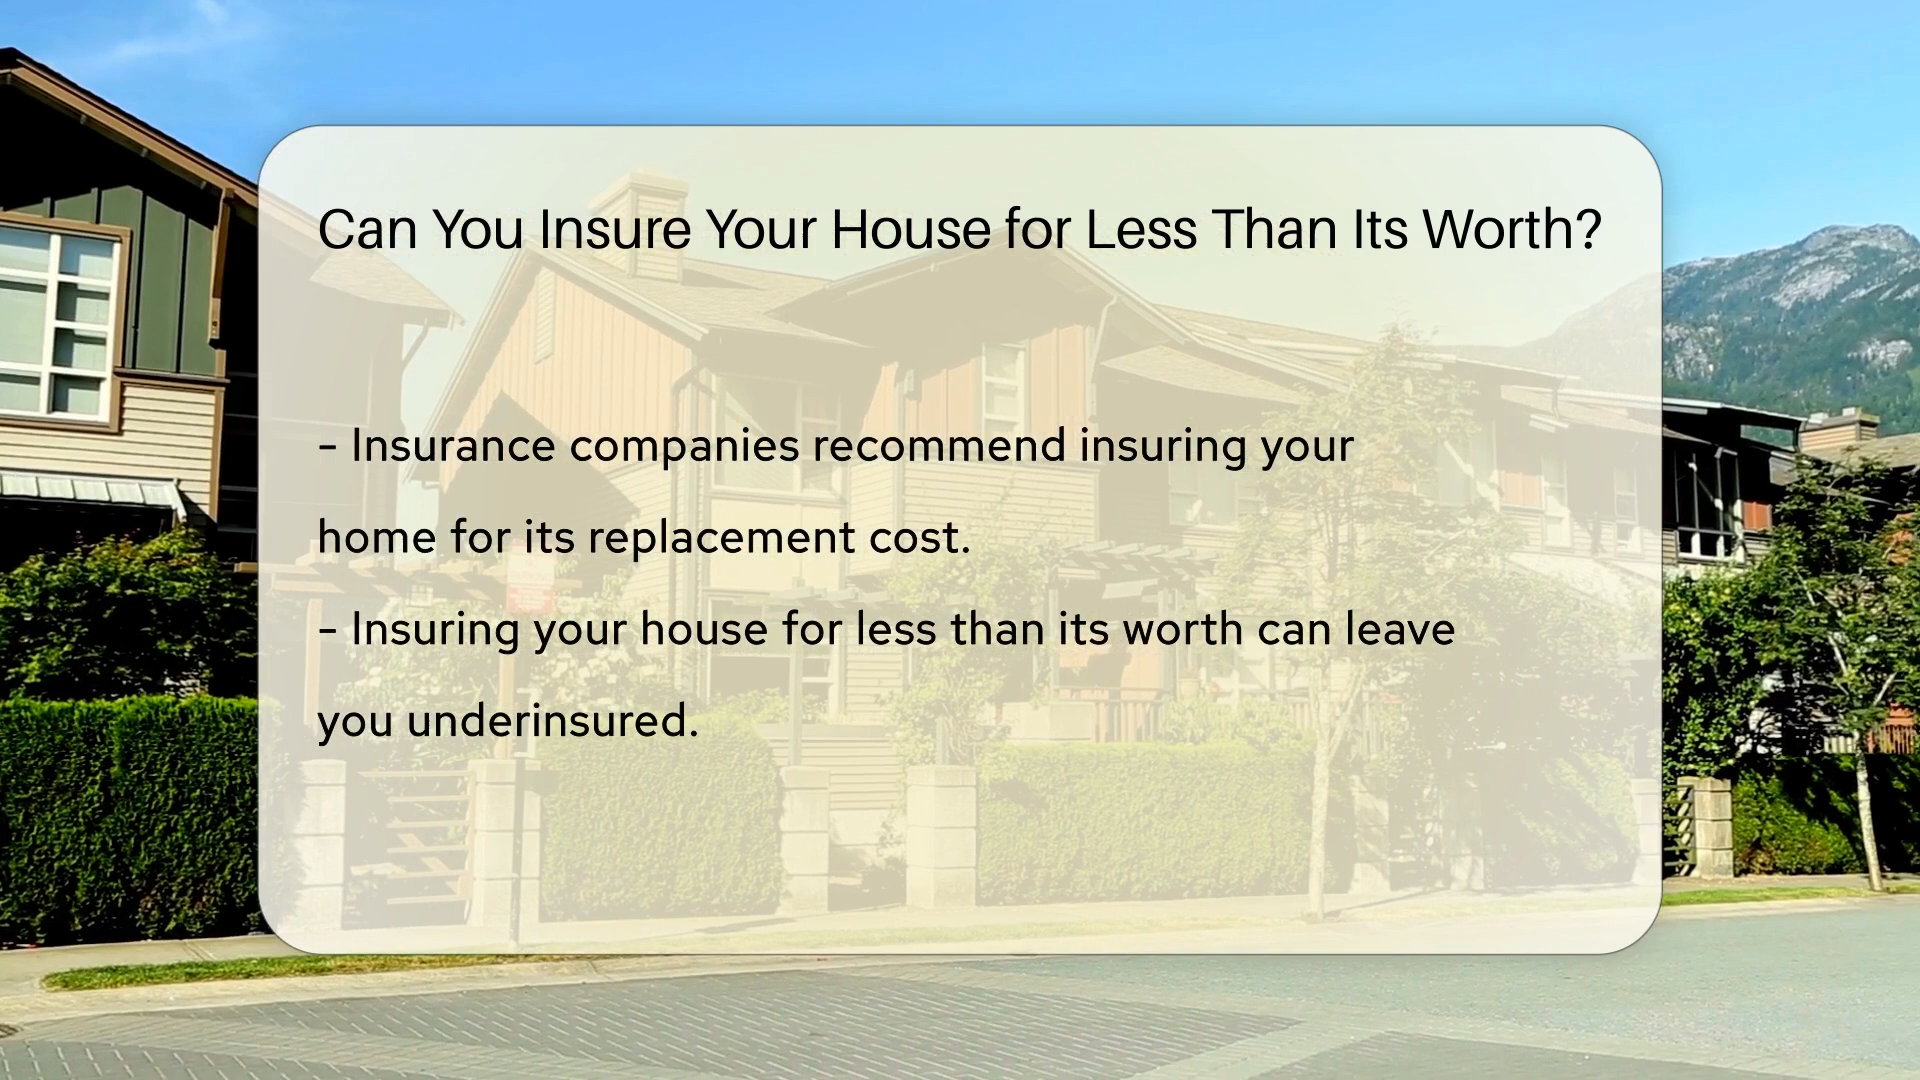 Can You Insure Your House for Less Than Its Worth?
– Insurance companies recommend insuring your
home for its replacement cost.
– Insuring your house for less than its worth can leave
you underinsured.